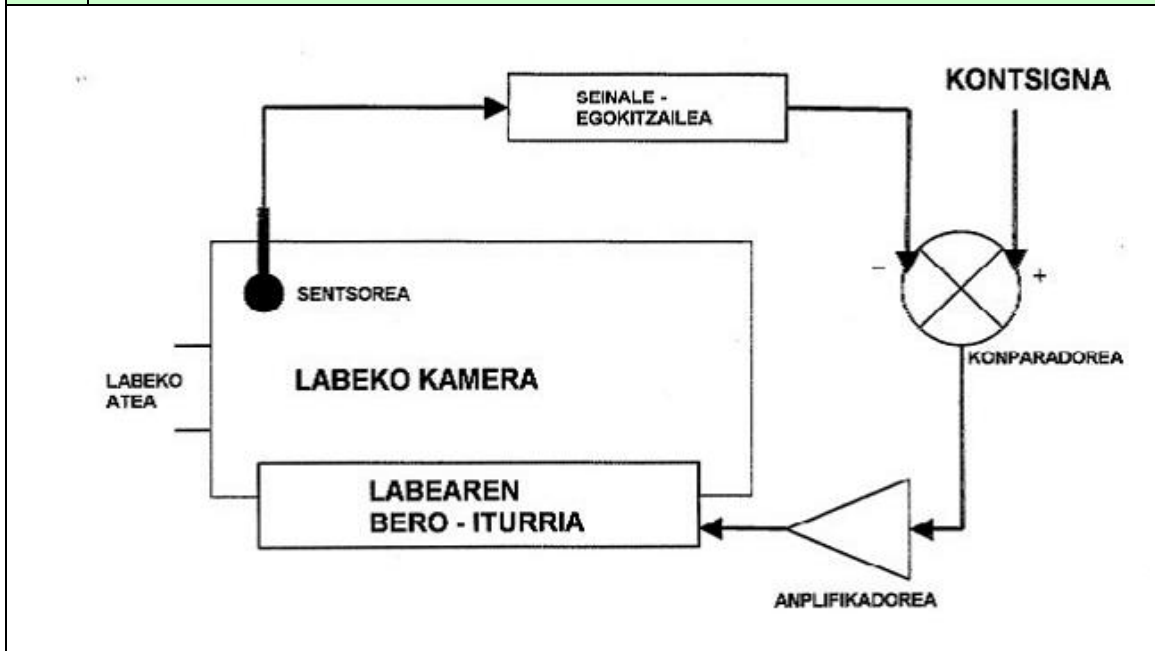 SEINALE -
EGOKITZAILEA
KONTSIGNA
-
+
SENTSOREA
KONPARADOREA
LABEKO
ATEA
LABEKO KAMERA
LABEAREN
BERO - ITURRIA
ANPLIFIKADOREA